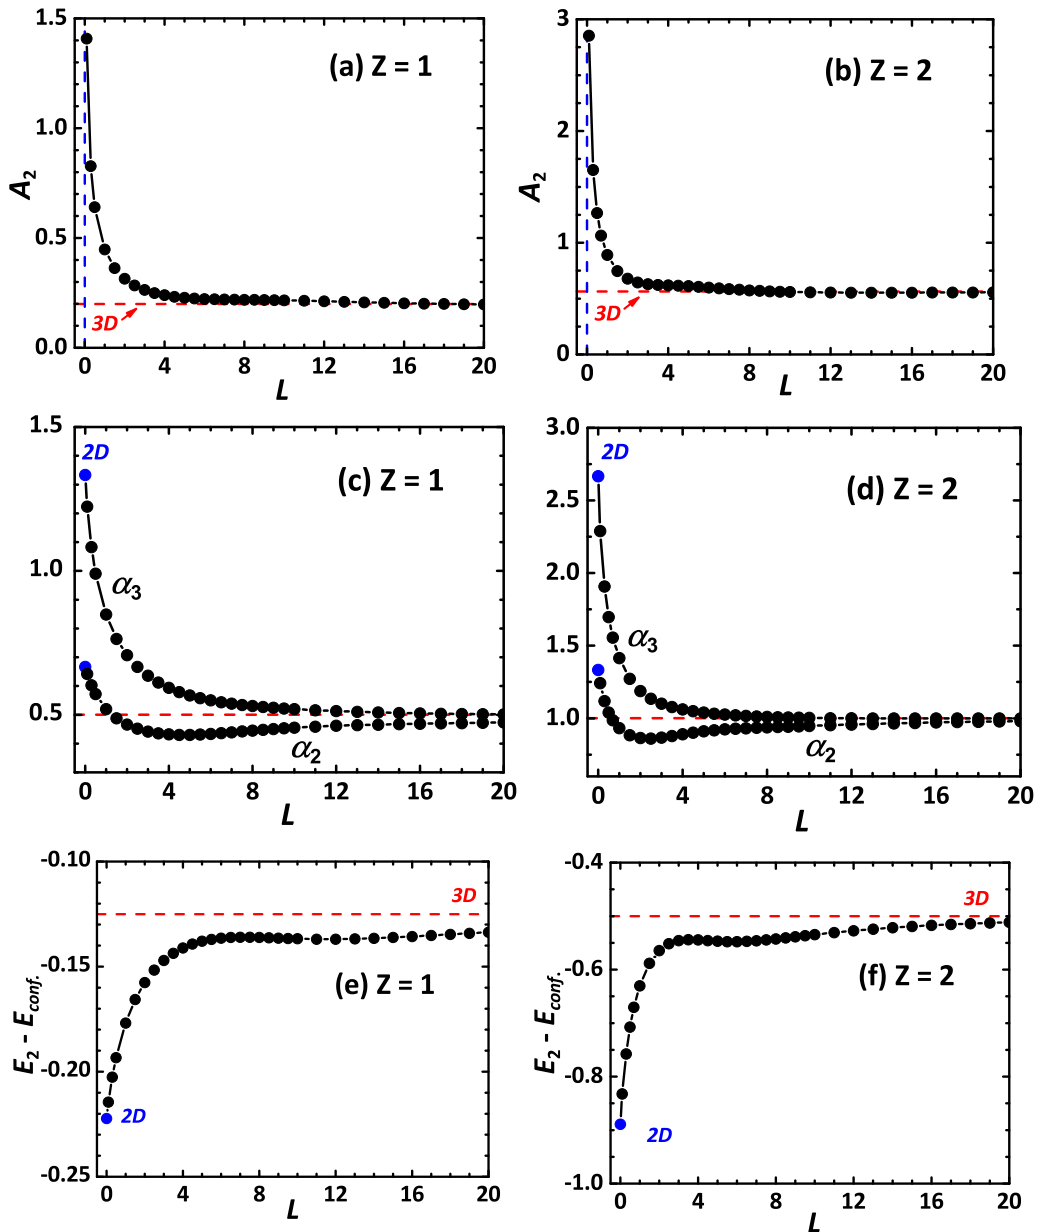 (a) Z = 1
A2
1.5
1.0
0.5
0.0
3D
0 4 8 12 16 20
L
(b) Z = 2
A2
3
2
1
0
3D
0 4 8 12 16 20
L
(c) Z = 1
1.5
1.0
0.5
2D
α3
α2
0 4 8 12 16 20
L
(d) Z = 2
3.0
2.5
2.0
1.5
1.0
α3
α2
0 4 8 12 16 20
L
(e) Z = 1
E2 - Econf.
-0.10
-0.15
-0.20
-0.25
3D
2D
0 4 8 12 16 20
L
(f) Z = 2
E2 - Econf.
-0.4
-0.6
-0.8
-1.0
3D
2D
0 4 8 12 16 20
L